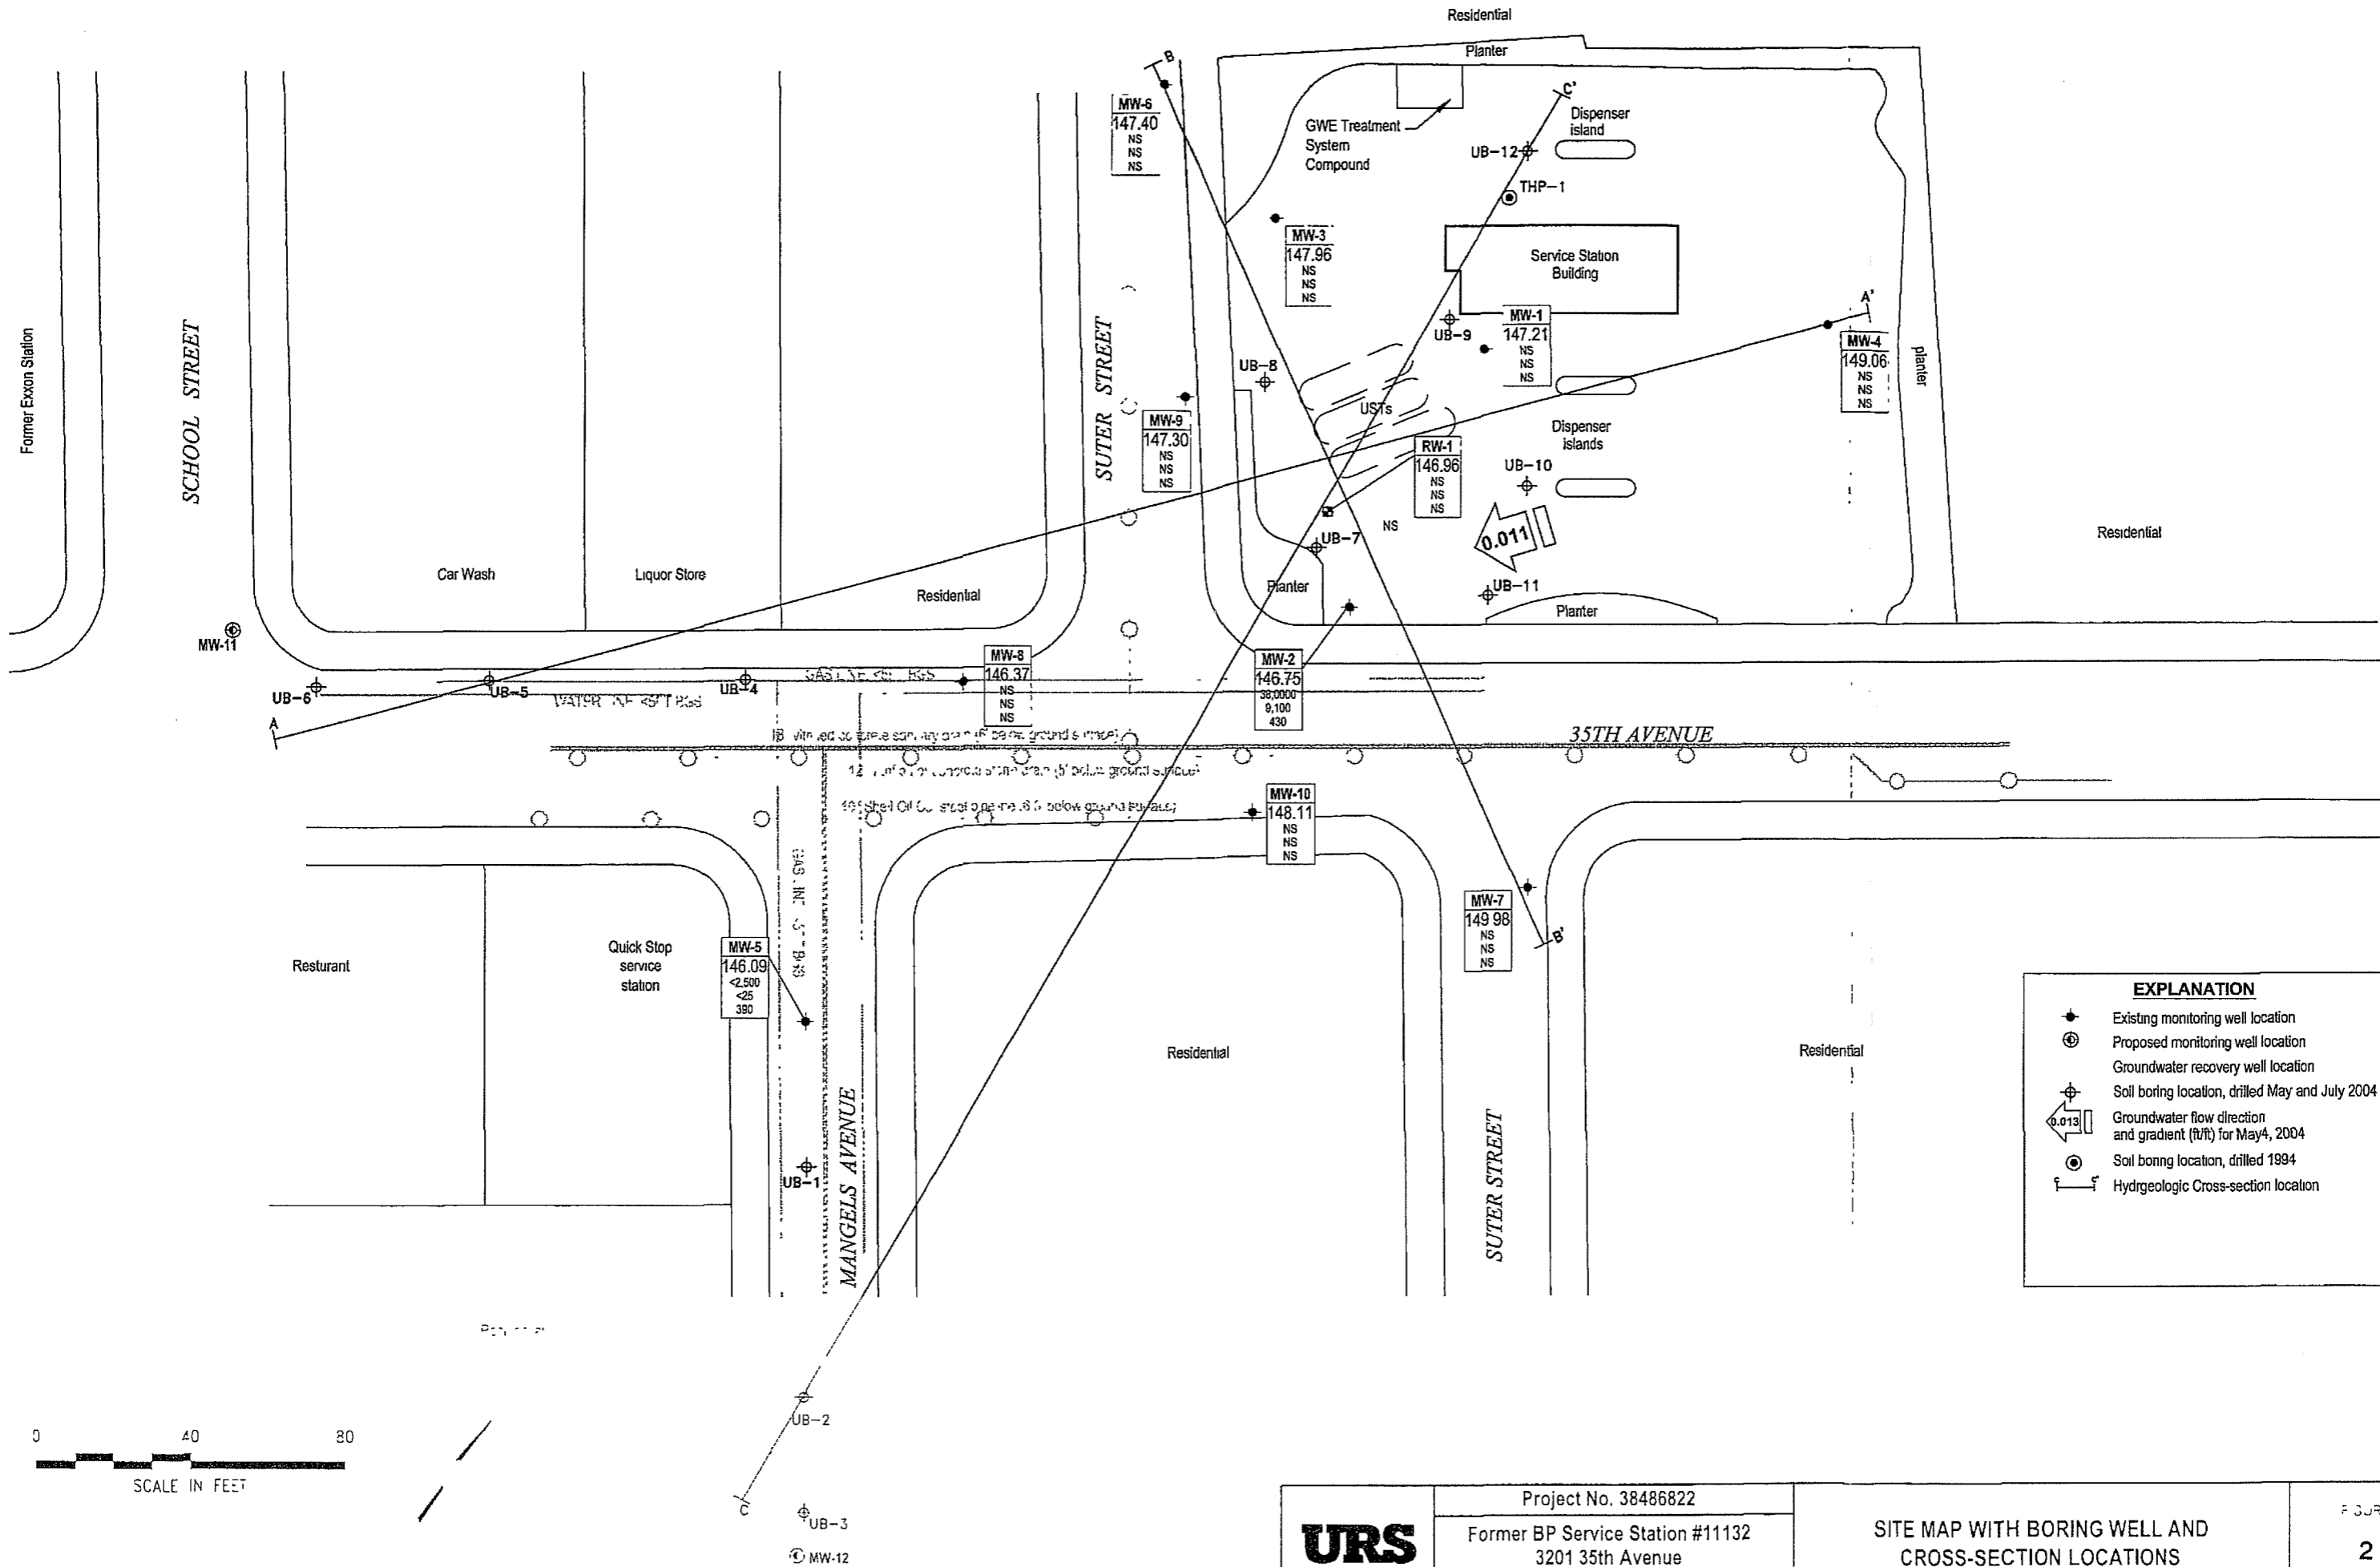 Residential
Planter
B
C'
MW-6
147.40
NS
NS
NS
GWE Treatment
System
Compound
Dispenser
island
UB-12
THP-1
MW-3
147.96
NS
NS
NS
Service Station
Building
A'
MW-1
147.21
NS
NS
NS
UB-9
MW-4
149.06
NS
NS
NS
planter
Former Exxon Station
SCHOOL STREET
SUTER STREET
UB-8
USTs
MW-9
147.30
NS
NS
NS
RW-1
146.96
NS
NS
NS
Dispenser
islands
UB-10
NS
0.011
UB-7
Residential
Car Wash
Liquor Store
Residential
Planter
UB-11
Planter
MW-11
UB-6
UB-5
UB-4
A
MW-8
146.37
NS
NS
NS
MW-2
146.75
38,0000
9,100
430
35TH AVENUE
MW-10
148.11
NS
NS
NS
MW-7
149 98
NS
NS
NS
B'
Resturant
Quick Stop
service
station
MW-5
146.09
<2,500
<25
390
Residential
Residential
UB-1
MANGELS AVENUE
SUTER STREET
EXPLANATION
Existing monitoring well location
Proposed monitoring well location
Groundwater recovery well location
Soil boring location, drilled May and July 2004
0.013
Groundwater flow direction
and gradient (ft/ft) for May4, 2004
Soil boring location, drilled 1994
Hydrgeologic Cross-section location
UB-2
C
UB-3
MW-12
0 40 80
SCALE IN FEET
URS
Project No. 38486822
Former BP Service Station #11132
3201 35th Avenue
SITE MAP WITH BORING WELL AND
CROSS-SECTION LOCATIONS
2